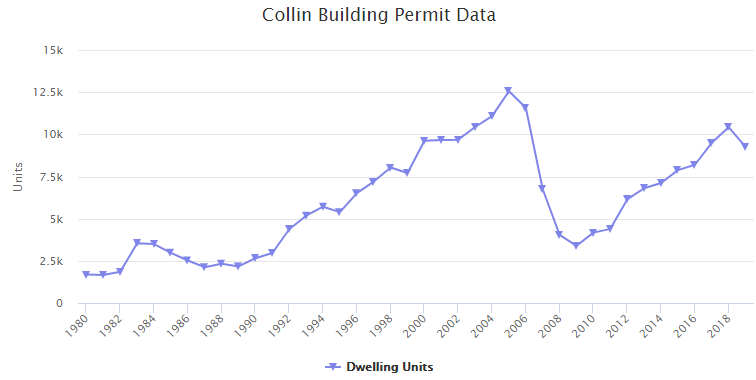 Collin Building Permit Data
15k
12.5k
10k
7.5k
5k
2.5k
0
Units
1980
1982
1984
1986
1988
1990
1992
1994
1996
1998
2000
2002
2004
2006
2008
2010
2012
2014
2016
2018
Dwelling Units